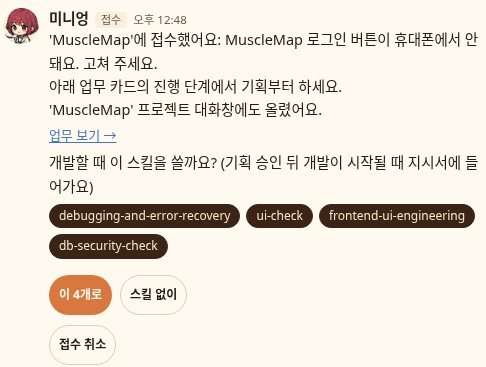 미니엉 접수 오후 12:48
'MuscleMap'에 접수했어요: MuscleMap 로그인 버튼이 휴대폰에서 안
돼요. 고쳐 주세요.
아래 업무 카드의 진행 단계에서 기획부터 하세요.
'MuscleMap' 프로젝트 대화창에도 올렸어요.
업무 보기 →
개발할 때 이 스킬을 쓸까요? (기획 승인 뒤 개발이 시작될 때 지시서에 들
어가요)
debugging-and-error-recovery ui-check frontend-ui-engineering
db-security-check
이 4개로 스킬 없이
접수 취소